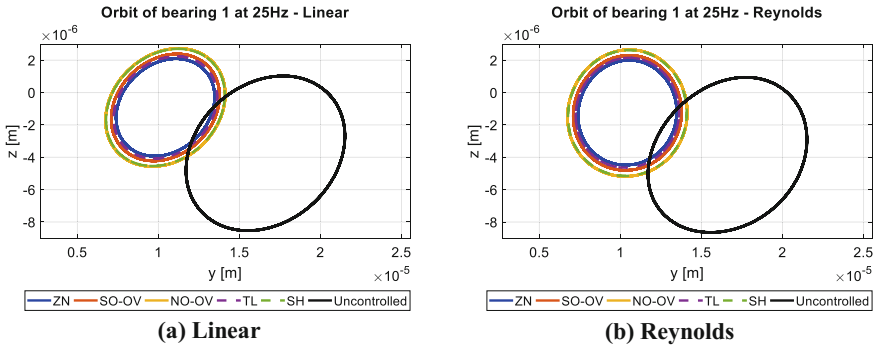 Orbit of bearing 1 at 25Hz - Linear
×10⁻⁶
2
0
-2
-4
-6
-8
z [m]
0.5 1 1.5 2 2.5
y [m]
×10⁻⁵
ZN SO-OV NO-OV TL SH Uncontrolled
(a) Linear
Orbit of bearing 1 at 25Hz - Reynolds
×10⁻⁶
2
0
-2
-4
-6
-8
z [m]
0.5 1 1.5 2 2.5
y [m]
×10⁻⁵
ZN SO-OV NO-OV TL SH Uncontrolled
(b) Reynolds